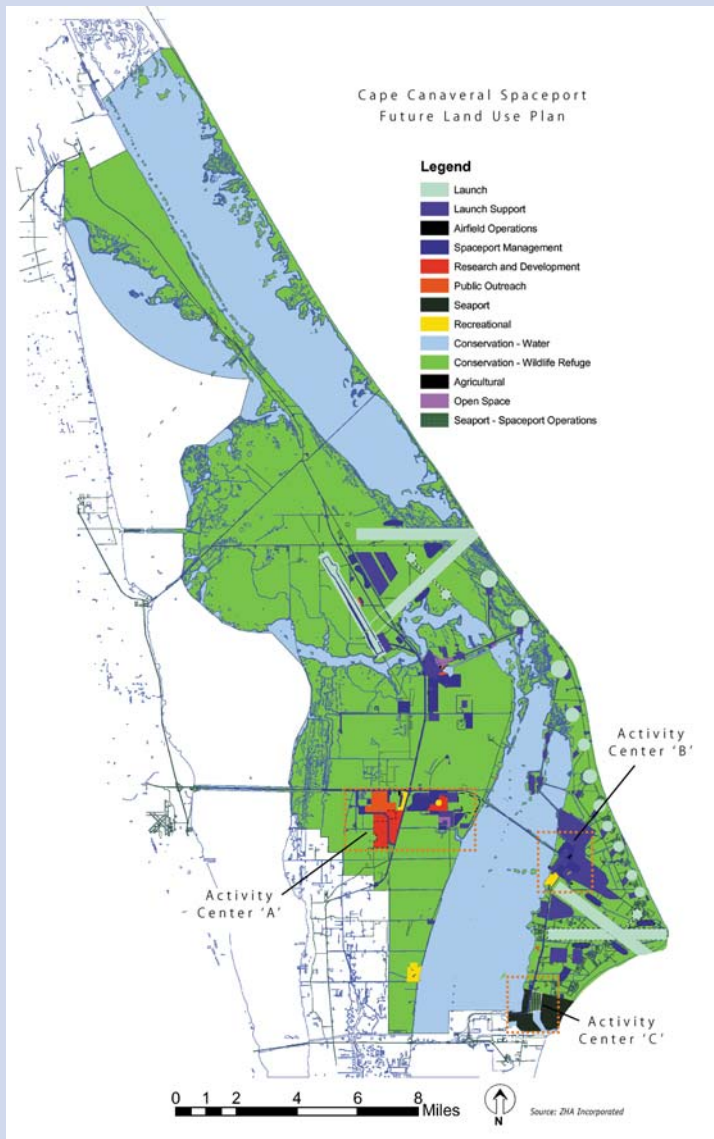 Cape Canaveral Spaceport
Future Land Use Plan
Legend
Launch
Launch Support
Airfield Operations
Spaceport Management
Research and Development
Public Outreach
Seaport
Recreational
Conservation - Water
Conservation - Wildlife Refuge
Agricultural
Open Space
Seaport - Spaceport Operations
Activity
Center 'B'
Activity
Center 'A'
Activity
Center 'C'
0 1 2 4 6 8
Miles
N
Source: ZHA Incorporated